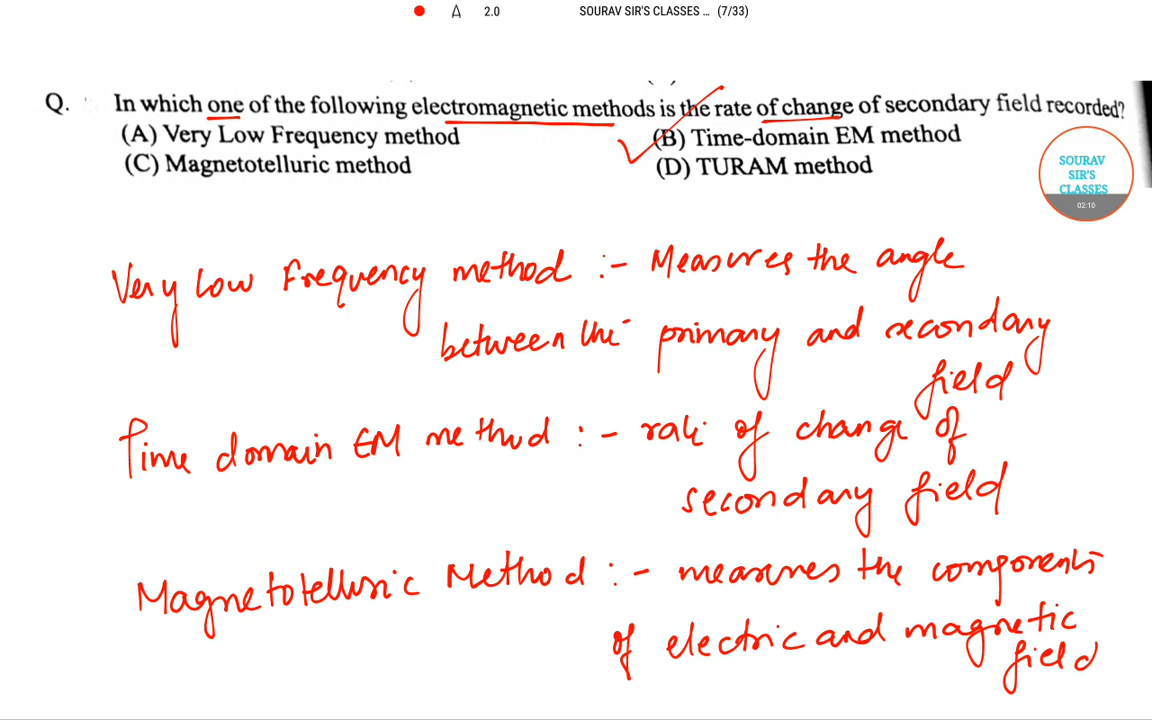 2.0 SOURAV SIR'S CLASSES ... (7/33)
Q. In which one of the following electromagnetic methods is the rate of change of secondary field recorded?
(A) Very Low Frequency method (B) Time-domain EM method
(C) Magnetotelluric method (D) TURAM method
SOURAV
SIR'S
CLASSES
02:10
Very Low Frequency method :- Measures the angle
between the primary and secondary
field
Time domain EM method :- rate of change of
secondary field
Magnetotelluric Method :- measures the components
of electric and magnetic
field